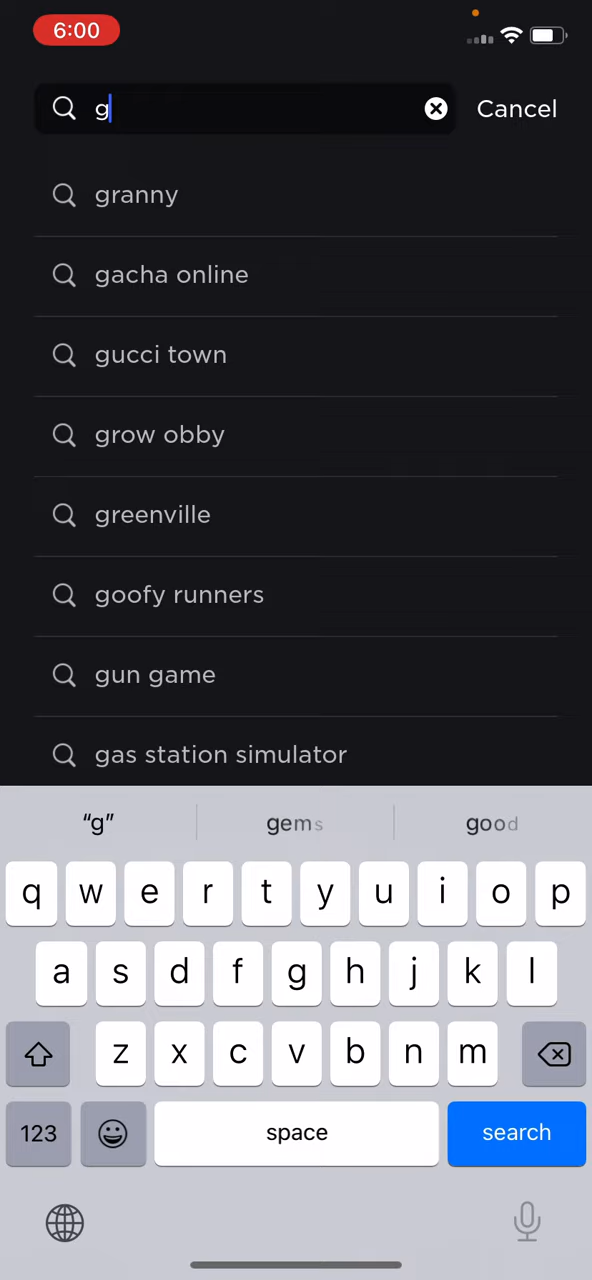 6:00
g
Cancel
granny
gacha online
gucci town
grow obby
greenville
goofy runners
gun game
gas station simulator
“g” gems good
q w e r t y u i o p
a s d f g h j k l
z x c v b n m
123 space search